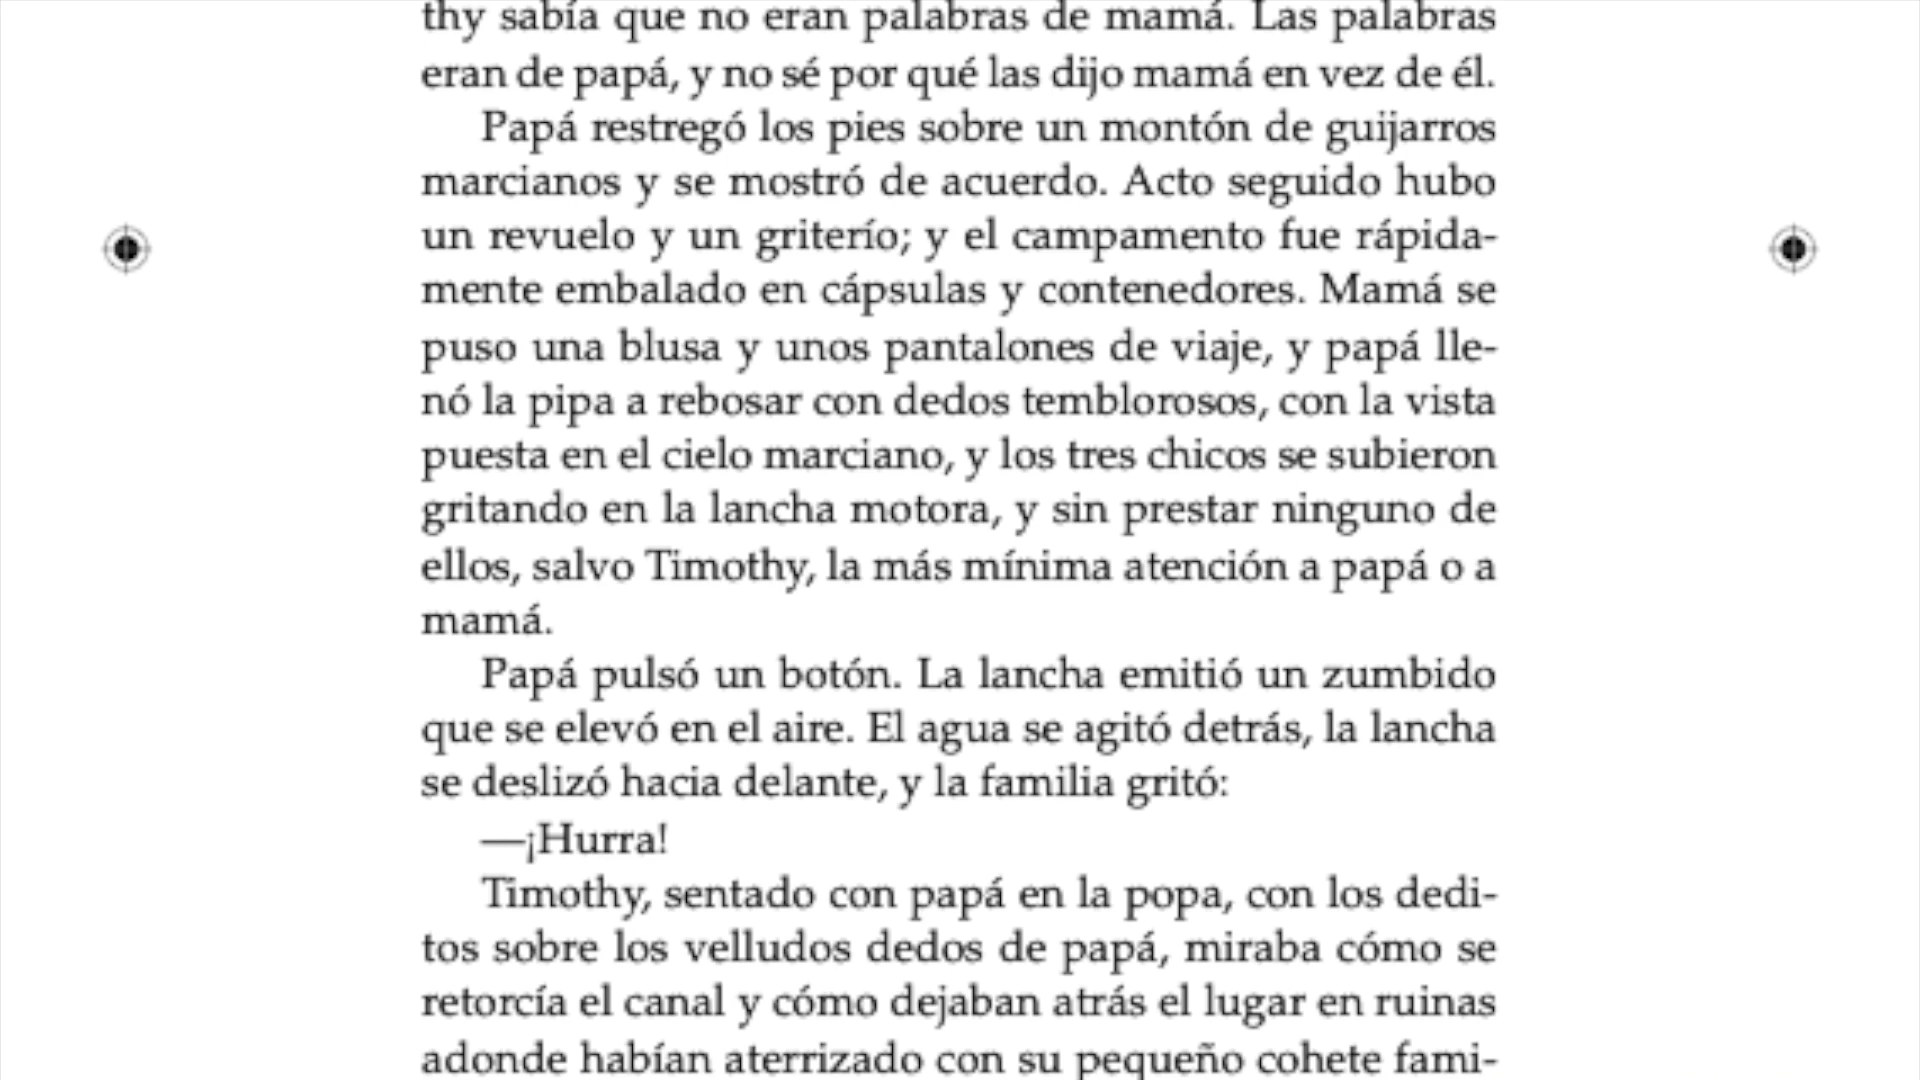 thy sabía que no eran palabras de mamá. Las palabras
eran de papá, y no sé por qué las dijo mamá en vez de él.
Papá restregó los pies sobre un montón de guijarros
marcianos y se mostró de acuerdo. Acto seguido hubo
un revuelo y un griterío; y el campamento fue rápida-
mente embalado en cápsulas y contenedores. Mamá se
puso una blusa y unos pantalones de viaje, y papá lle-
nó la pipa a rebosar con dedos temblorosos, con la vista
puesta en el cielo marciano, y los tres chicos se subieron
gritando en la lancha motora, y sin prestar ninguno de
ellos, salvo Timothy, la más mínima atención a papá o a
mamá.
Papá pulsó un botón. La lancha emitió un zumbido
que se elevó en el aire. El agua se agitó detrás, la lancha
se deslizó hacia delante, y la familia gritó:
—¡Hurra!
Timothy, sentado con papá en la popa, con los dedi-
tos sobre los velludos dedos de papá, miraba cómo se
retorcía el canal y cómo dejaban atrás el lugar en ruinas
adonde habían aterrizado con su pequeño cohete fami-